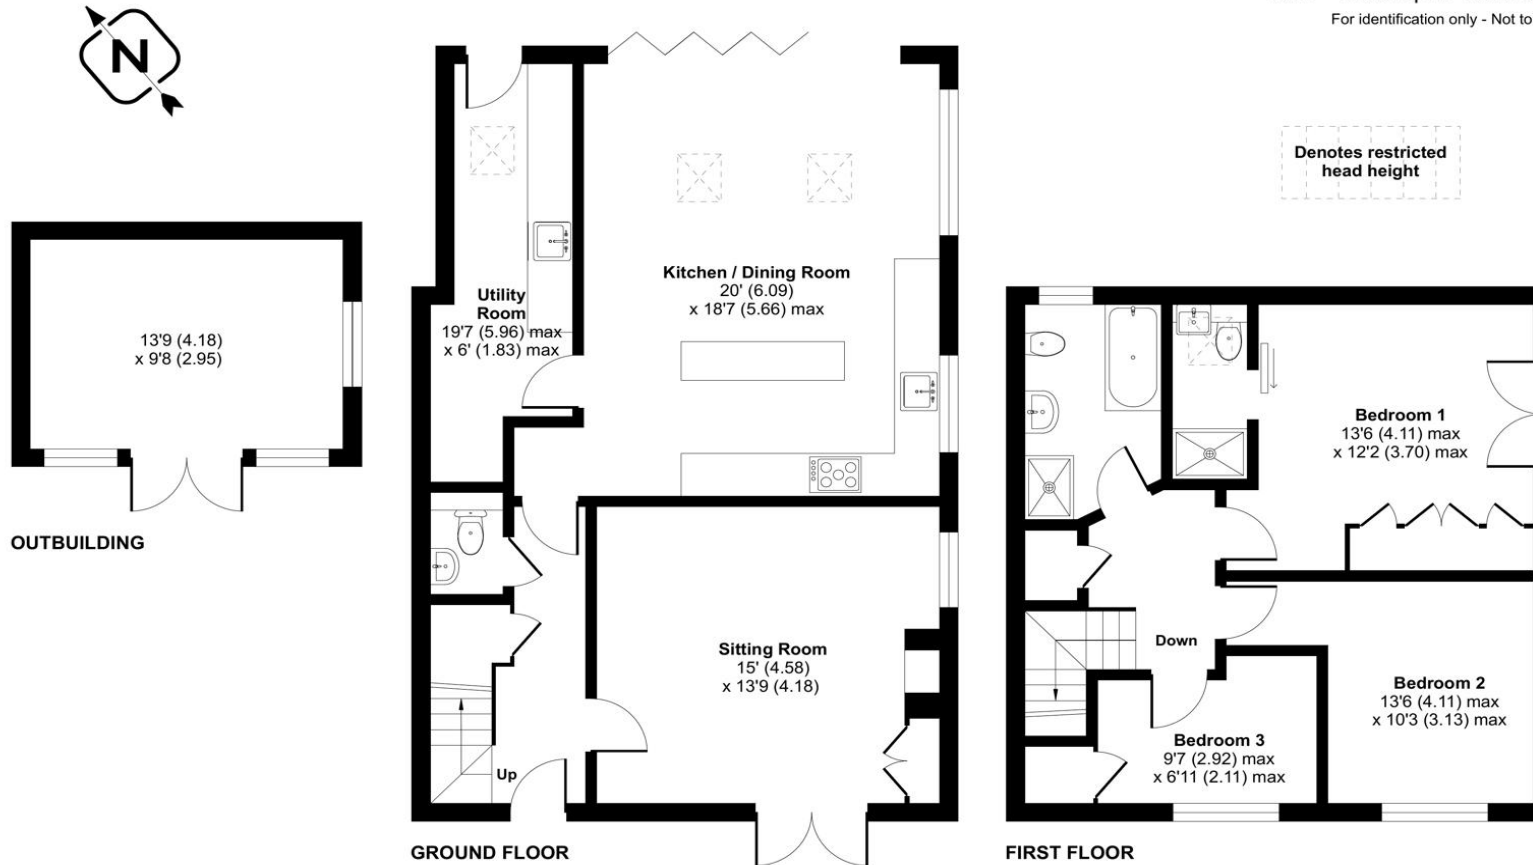 For identification only - Not to
N
Denotes restricted
head height
Kitchen / Dining Room
20' (6.09)
x 18'7 (5.66) max
Utility
Room
19'7 (5.96) max
x 6' (1.83) max
13'9 (4.18)
x 9'8 (2.95)
OUTBUILDING
Sitting Room
15' (4.58)
x 13'9 (4.18)
Up
GROUND FLOOR
Bedroom 1
13'6 (4.11) max
x 12'2 (3.70) max
Down
Bedroom 2
13'6 (4.11) max
x 10'3 (3.13) max
Bedroom 3
9'7 (2.92) max
x 6'11 (2.11) max
FIRST FLOOR